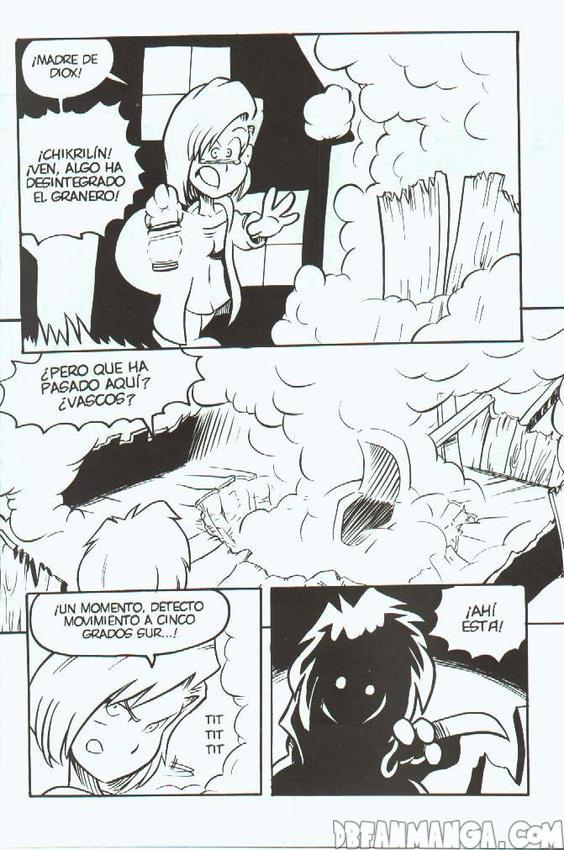 ¡MADRE DE
DIOX!
¡CHIKRILÍN!
¡VEN, ALGO HA
DESINTEGRADO
EL GRANERO!
¿PERO QUE HA
PASADO AQUÍ?
¿VASCOS?
¡UN MOMENTO, DETECTO
MOVIMIENTO A CINCO
GRADOS SUR...!
TIT
TIT
TIT
¡AHÍ
ESTÁ!
DBFANMANGA.COM